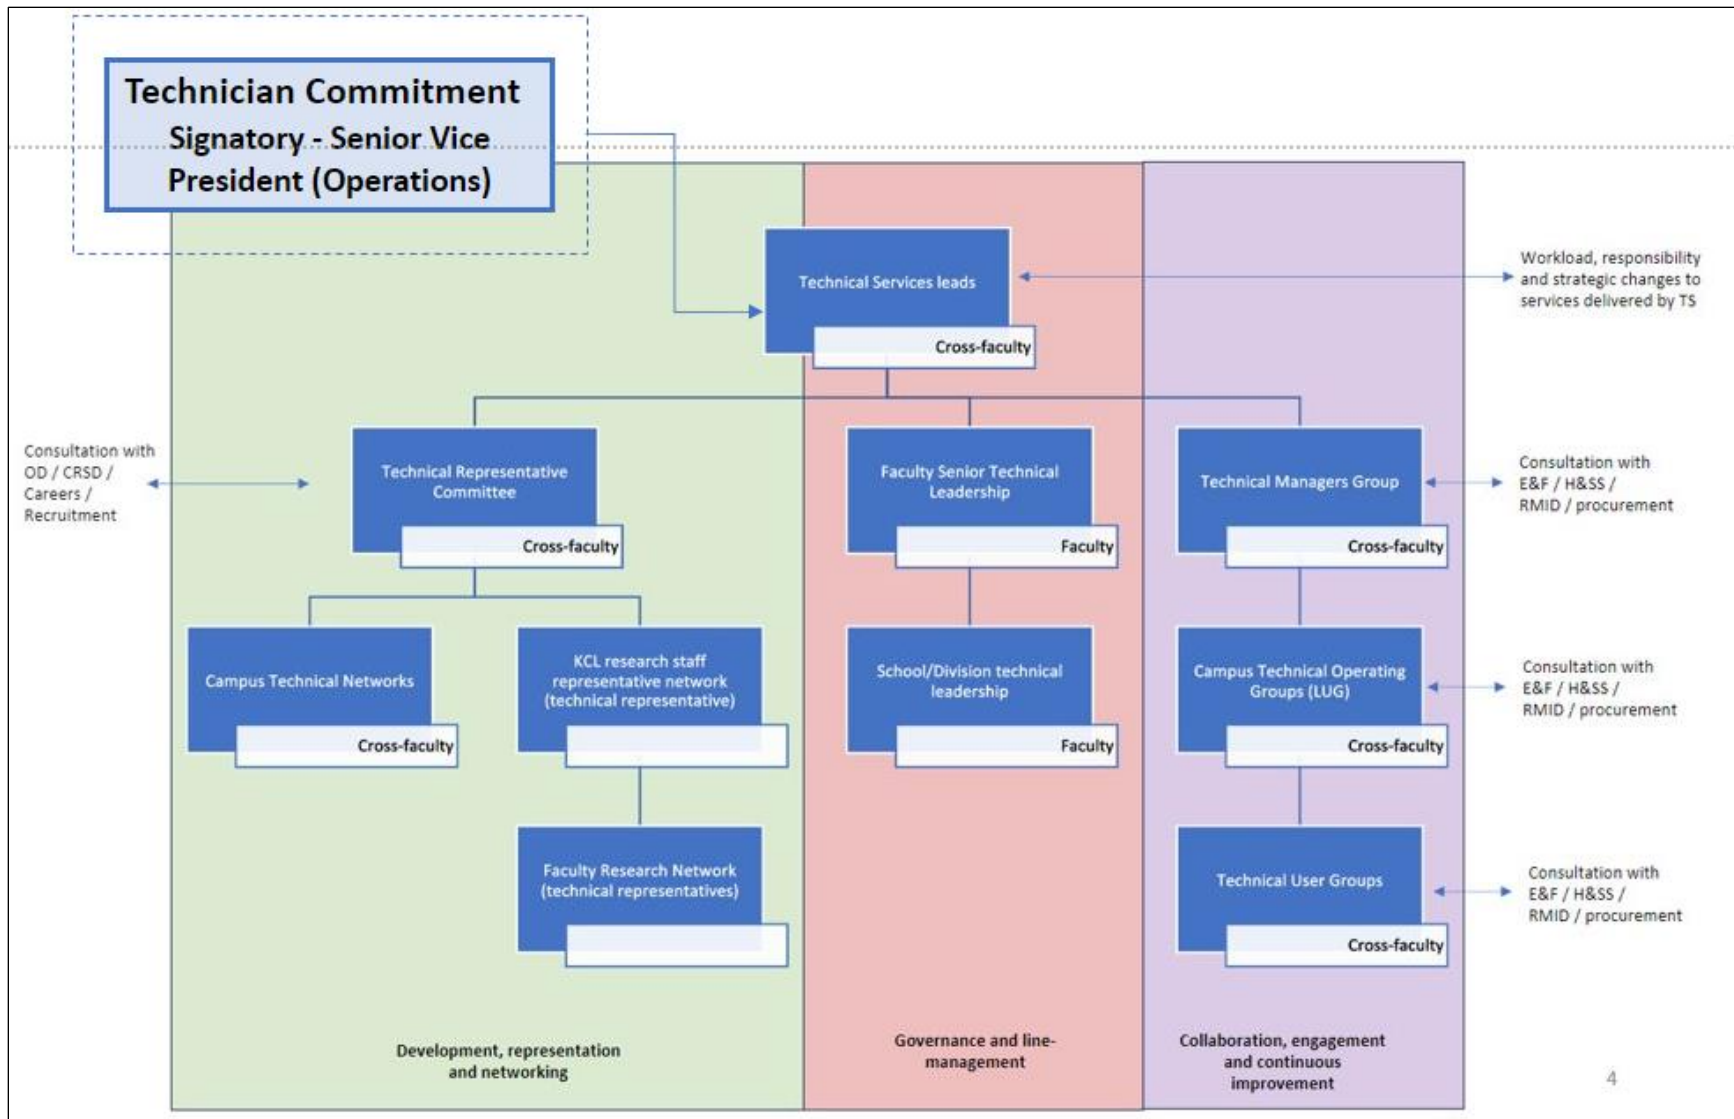 Technician Commitment
Signatory - Senior Vice
President (Operations)
Technical Services leads
Cross-faculty
Workload, responsibility
and strategic changes to
services delivered by TS
Consultation with
OD / CRSD /
Careers /
Recruitment
Technical Representative
Committee
Cross-faculty
Faculty Senior Technical
Leadership
Faculty
Technical Managers Group
Cross-faculty
Consultation with
E&F / H&SS /
RMID / procurement
Campus Technical Networks
Cross-faculty
KCL research staff
representative network
(technical representative)
School/Division technical
leadership
Faculty
Campus Technical Operating
Groups (LUG)
Cross-faculty
Consultation with
E&F / H&SS /
RMID / procurement
Faculty Research Network
(technical representatives)
Technical User Groups
Cross-faculty
Consultation with
E&F / H&SS /
RMID / procurement
Development, representation
and networking
Governance and line-
management
Collaboration, engagement
and continuous
improvement
4